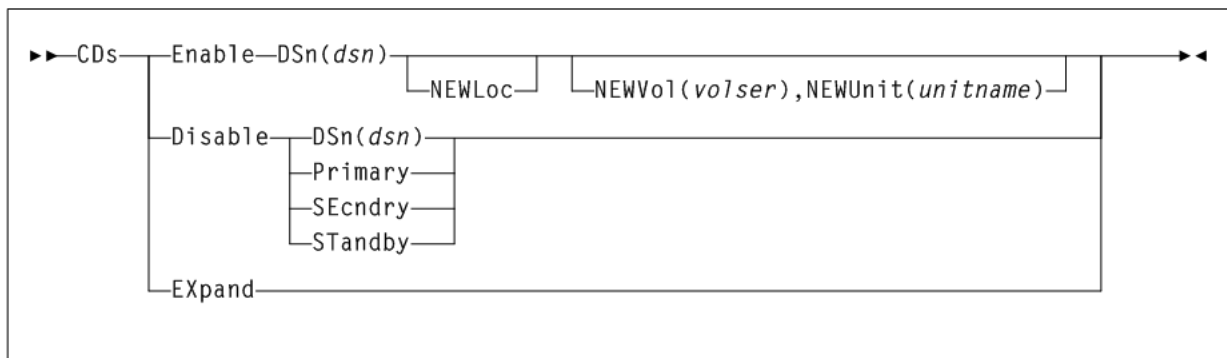 CDs Enable DSn(dsn)
NEWLoc NEWVol(volser),NEWUnit(unitname)
Disable DSn(dsn)
Primary
SEcndry
STandby
EXpand